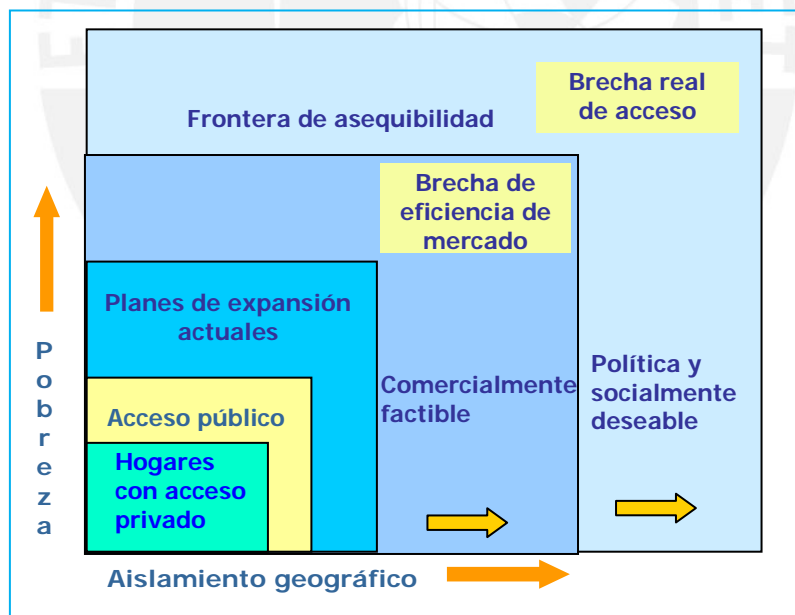 Brecha real
de acceso
Frontera de asequibilidad
Brecha de
eficiencia de
mercado
Planes de expansión
actuales
Política y
socialmente
deseable
Comercialmente
factible
Acceso público
Hogares
con acceso
privado
Pobreza
Aislamiento geográfico